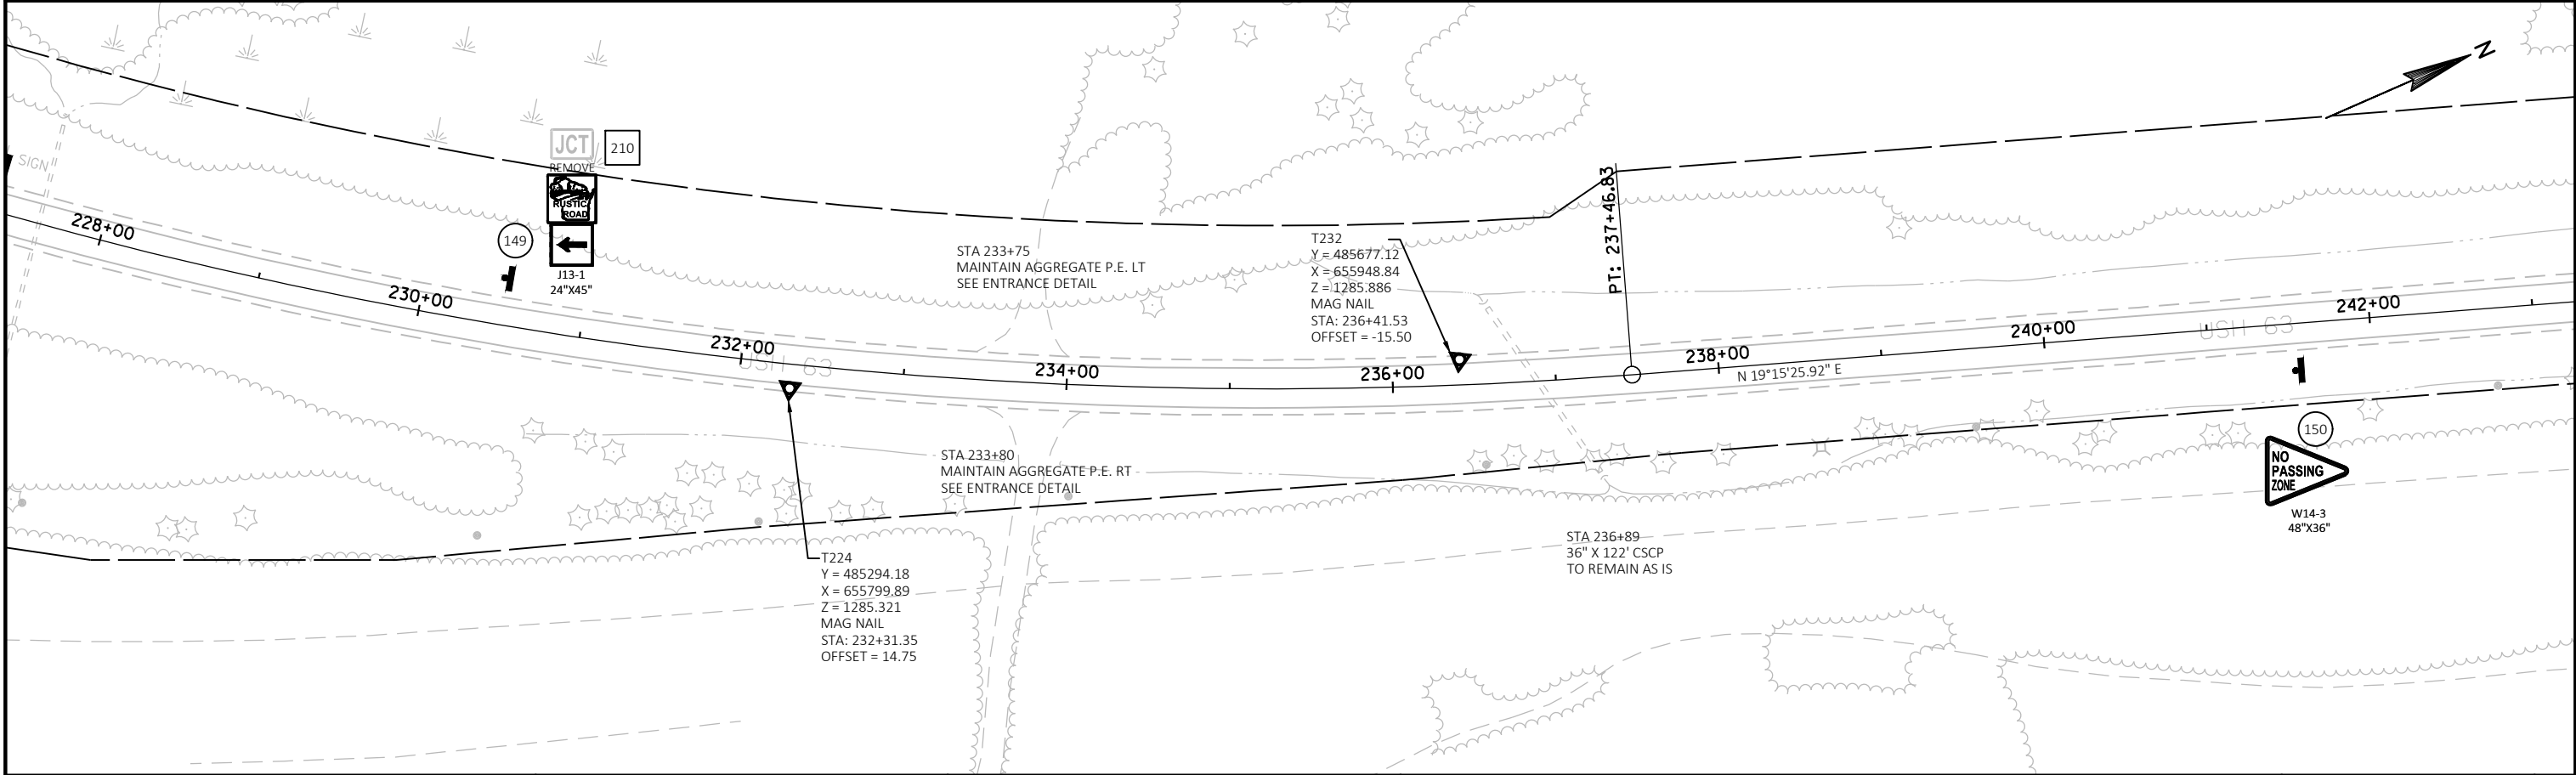 N
JCT
210
REMOVE
SIGN
RUSTIC
ROAD
149
J13-1
24"X45"
228+00
230+00
232+00
234+00
236+00
238+00
240+00
242+00
USH 63
USH 63
STA 233+75
MAINTAIN AGGREGATE P.E. LT
SEE ENTRANCE DETAIL
T232
Y = 485677.12
X = 655948.84
Z = 1285.886
MAG NAIL
STA: 236+41.53
OFFSET = -15.50
PT: 237+46.83
N 19°15'25.92" E
STA 233+80
MAINTAIN AGGREGATE P.E. RT
SEE ENTRANCE DETAIL
150
NO
PASSING
ZONE
W14-3
48"X36"
STA 236+89
36" X 122' CSCP
TO REMAIN AS IS
T224
Y = 485294.18
X = 655799.89
Z = 1285.321
MAG NAIL
STA: 232+31.35
OFFSET = 14.75